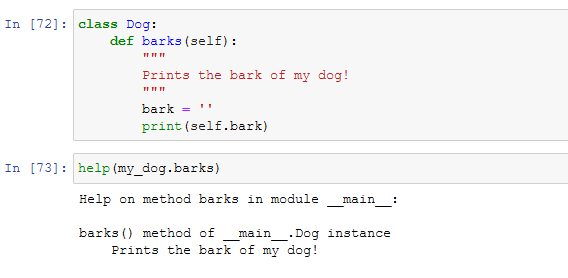 In [72]: class Dog:
    def barks(self):
        """
        Prints the bark of my dog!
        """
        bark = ''
        print(self.bark)
In [73]: help(my_dog.barks)
Help on method barks in module __main__:
barks() method of __main__.Dog instance
    Prints the bark of my dog!